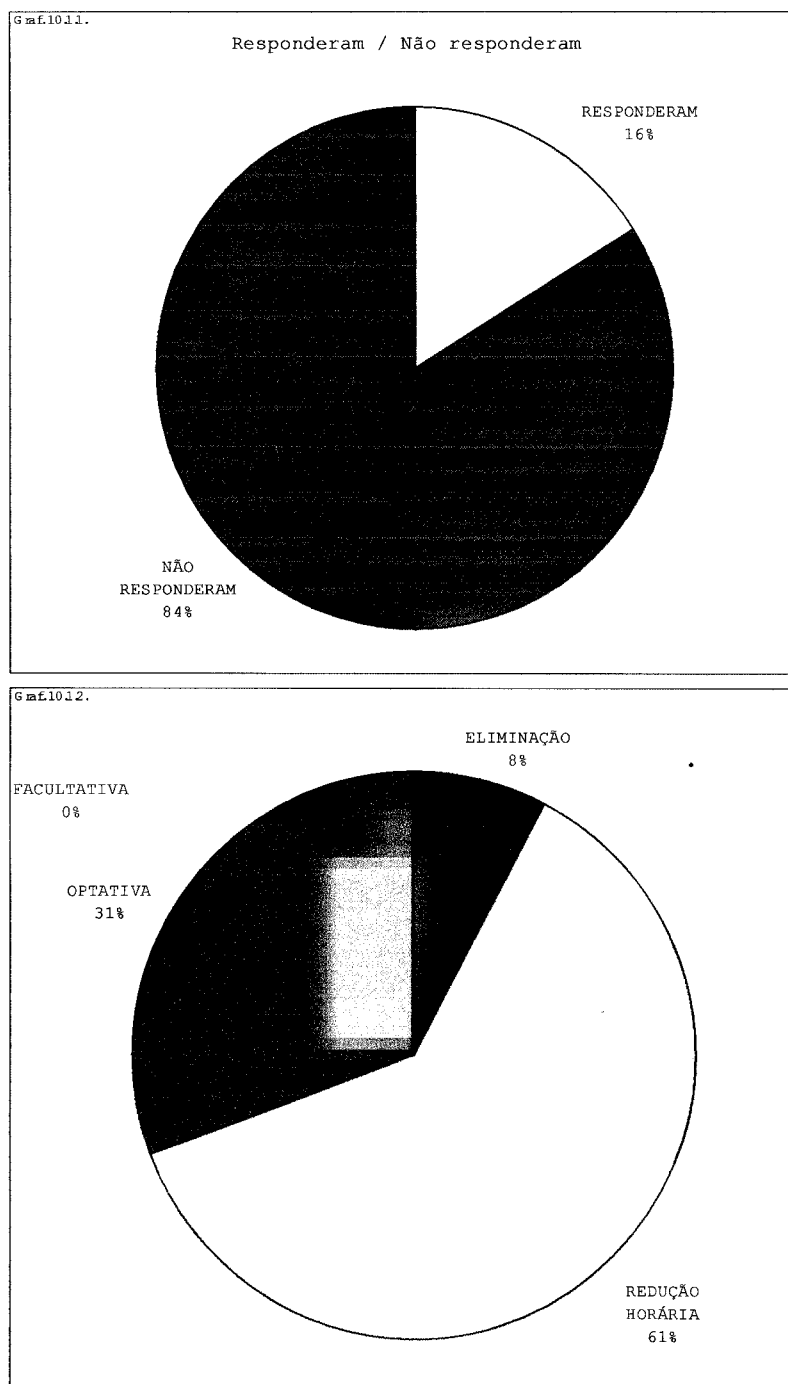 Graf.10.11.
Responderam / Não responderam
RESPONDERAM
16%
NÃO
RESPONDERAM
84%
Graf.10.12.
ELIMINAÇÃO
8%
FACULTATIVA
0%
OPTATIVA
31%
REDUÇÃO
HORÁRIA
61%